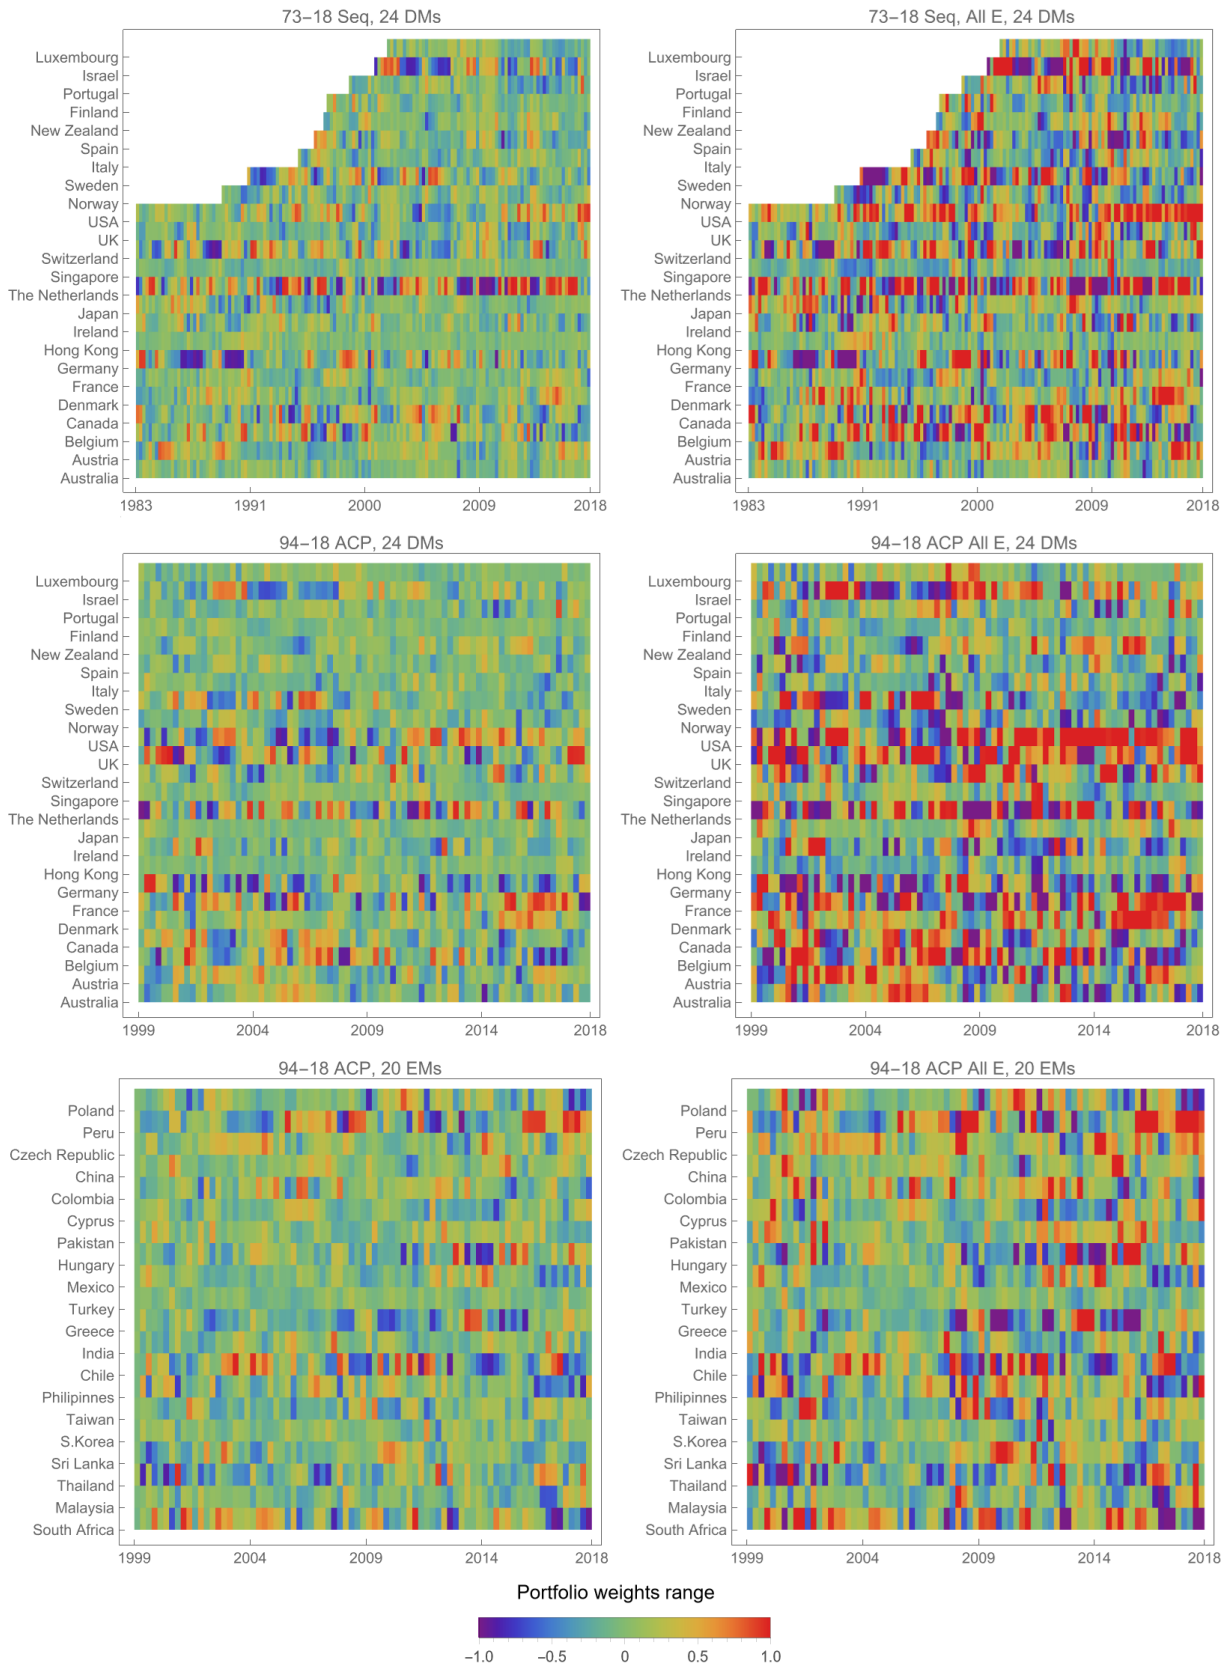 73−18 Seq, 24 DMs
Luxembourg
Israel
Portugal
Finland
New Zealand
Spain
Italy
Sweden
Norway
USA
UK
Switzerland
Singapore
The Netherlands
Japan
Ireland
Hong Kong
Germany
France
Denmark
Canada
Belgium
Austria
Australia
1983 1991 2000 2009 2018
73−18 Seq, All E, 24 DMs
Luxembourg
Israel
Portugal
Finland
New Zealand
Spain
Italy
Sweden
Norway
USA
UK
Switzerland
Singapore
The Netherlands
Japan
Ireland
Hong Kong
Germany
France
Denmark
Canada
Belgium
Austria
Australia
1983 1991 2000 2009 2018
94−18 ACP, 24 DMs
Luxembourg
Israel
Portugal
Finland
New Zealand
Spain
Italy
Sweden
Norway
USA
UK
Switzerland
Singapore
The Netherlands
Japan
Ireland
Hong Kong
Germany
France
Denmark
Canada
Belgium
Austria
Australia
1999 2004 2009 2014 2018
94−18 ACP All E, 24 DMs
Luxembourg
Israel
Portugal
Finland
New Zealand
Spain
Italy
Sweden
Norway
USA
UK
Switzerland
Singapore
The Netherlands
Japan
Ireland
Hong Kong
Germany
France
Denmark
Canada
Belgium
Austria
Australia
1999 2004 2009 2014 2018
94−18 ACP, 20 EMs
Poland
Peru
Czech Republic
China
Colombia
Cyprus
Pakistan
Hungary
Mexico
Turkey
Greece
India
Chile
Philipinnes
Taiwan
S.Korea
Sri Lanka
Thailand
Malaysia
South Africa
1999 2004 2009 2014 2018
94−18 ACP All E, 20 EMs
Poland
Peru
Czech Republic
China
Colombia
Cyprus
Pakistan
Hungary
Mexico
Turkey
Greece
India
Chile
Philipinnes
Taiwan
S.Korea
Sri Lanka
Thailand
Malaysia
South Africa
1999 2004 2009 2014 2018
Portfolio weights range
−1.0 −0.5 0 0.5 1.0